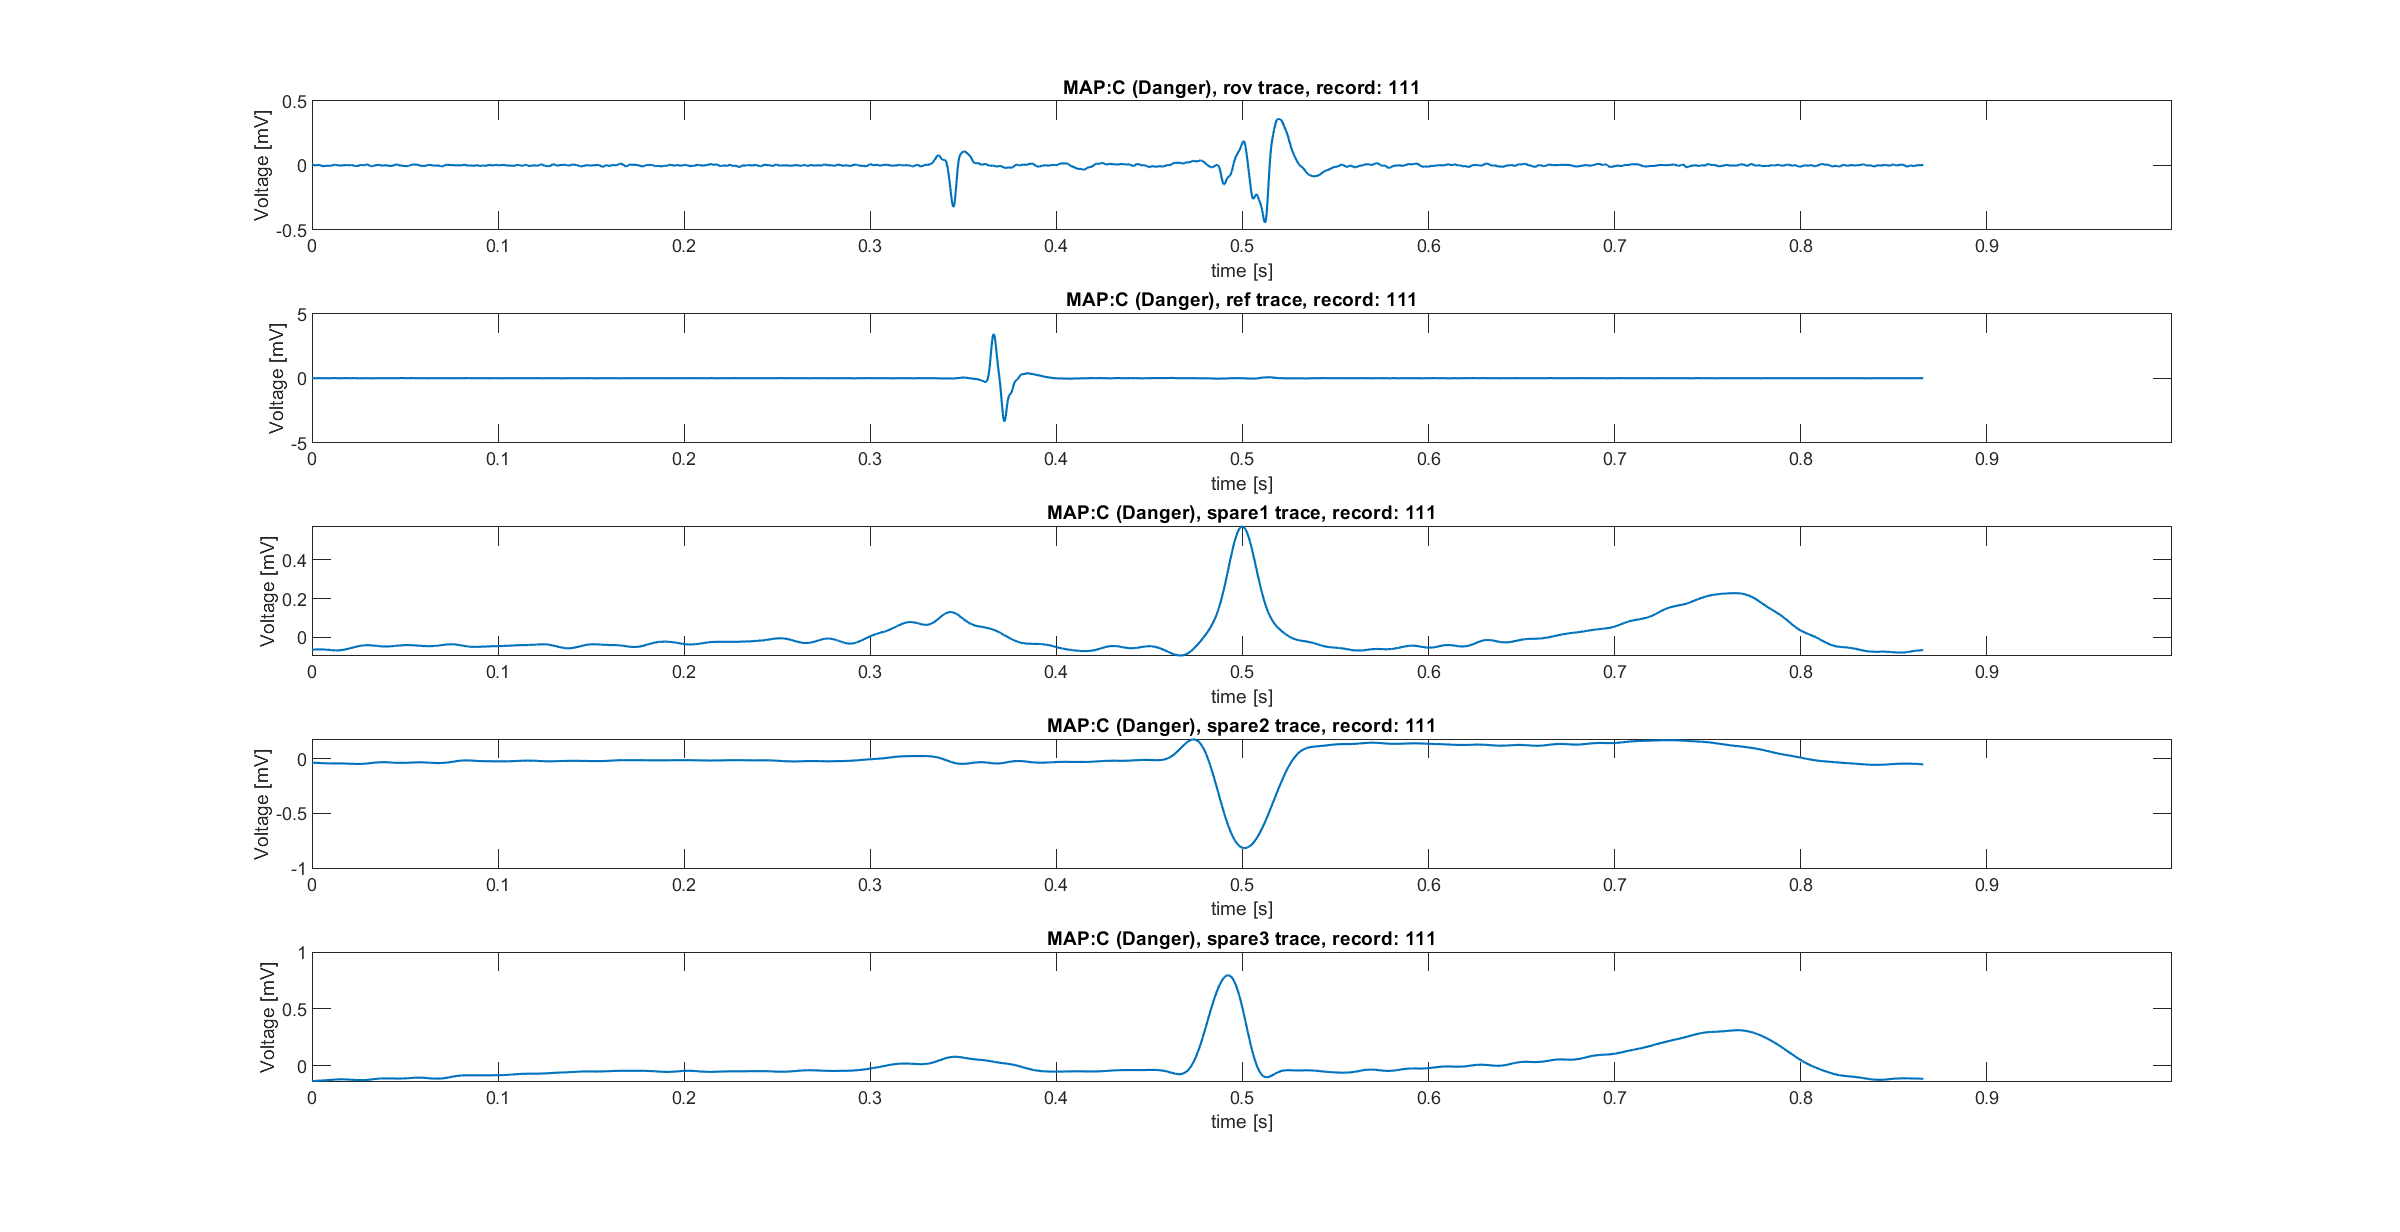 MAP:C (Danger), rov trace, record: 111
Voltage [mV]
0.5
0
-0.5
0 0.1 0.2 0.3 0.4 0.5 0.6 0.7 0.8 0.9
time [s]
MAP:C (Danger), ref trace, record: 111
Voltage [mV]
5
0
-5
0 0.1 0.2 0.3 0.4 0.5 0.6 0.7 0.8 0.9
time [s]
MAP:C (Danger), spare1 trace, record: 111
Voltage [mV]
0.4
0.2
0
0 0.1 0.2 0.3 0.4 0.5 0.6 0.7 0.8 0.9
time [s]
MAP:C (Danger), spare2 trace, record: 111
Voltage [mV]
0
-0.5
-1
0 0.1 0.2 0.3 0.4 0.5 0.6 0.7 0.8 0.9
time [s]
MAP:C (Danger), spare3 trace, record: 111
Voltage [mV]
1
0.5
0
0 0.1 0.2 0.3 0.4 0.5 0.6 0.7 0.8 0.9
time [s]